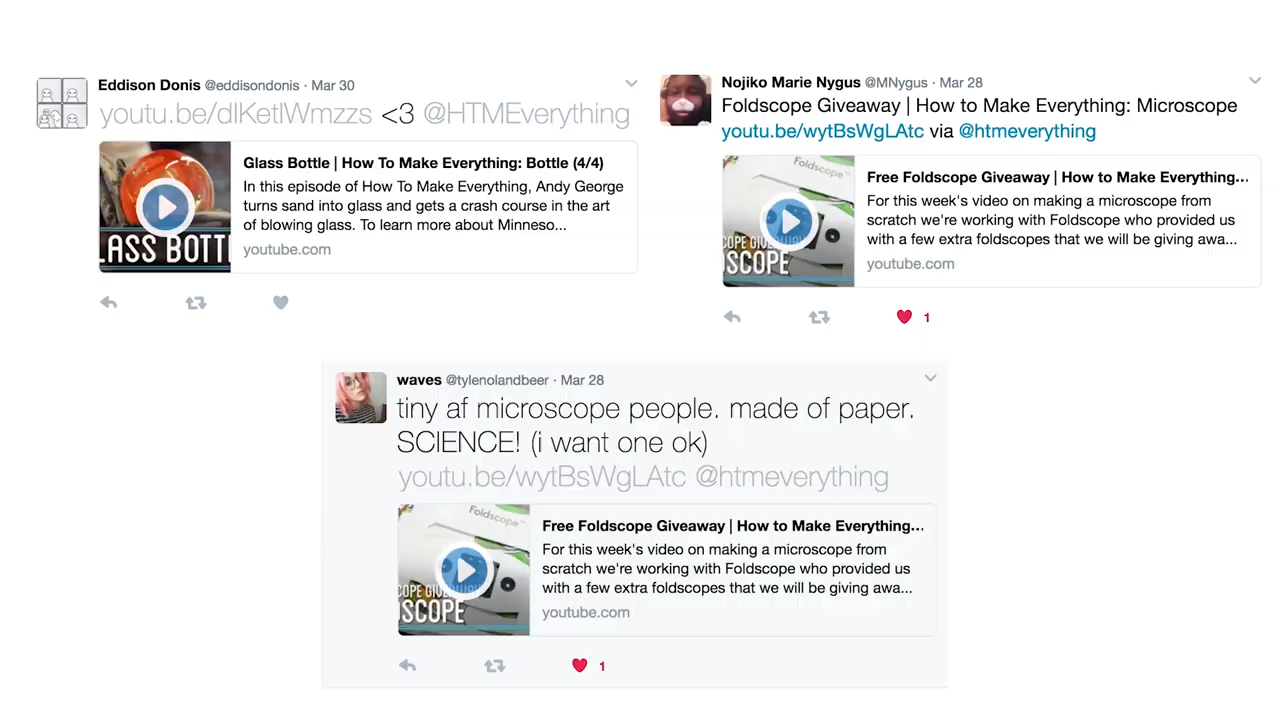 Eddison Donis @eddisondonis · Mar 30
youtu.be/dlKetlWmzzs <3 @HTMEverything
LASS BOTTL
Glass Bottle | How To Make Everything: Bottle (4/4)
In this episode of How To Make Everything, Andy George
turns sand into glass and gets a crash course in the art
of blowing glass. To learn more about Minneso...
youtube.com
Nojiko Marie Nygus @MNygus · Mar 28
Foldscope Giveaway | How to Make Everything: Microscope
youtu.be/wytBsWgLAtc via @htmeverything
Foldscope™
COPE GIVEAWAY
SCOPE
Free Foldscope Giveaway | How to Make Everything...
For this week's video on making a microscope from
scratch we're working with Foldscope who provided us
with a few extra foldscopes that we will be giving awa...
youtube.com
1
waves @tylenolandbeer · Mar 28
tiny af microscope people. made of paper.
SCIENCE! (i want one ok)
youtu.be/wytBsWgLAtc @htmeverything
Foldscope™
COPE GIVEAWAY
SCOPE
Free Foldscope Giveaway | How to Make Everything...
For this week's video on making a microscope from
scratch we're working with Foldscope who provided us
with a few extra foldscopes that we will be giving awa...
youtube.com
1